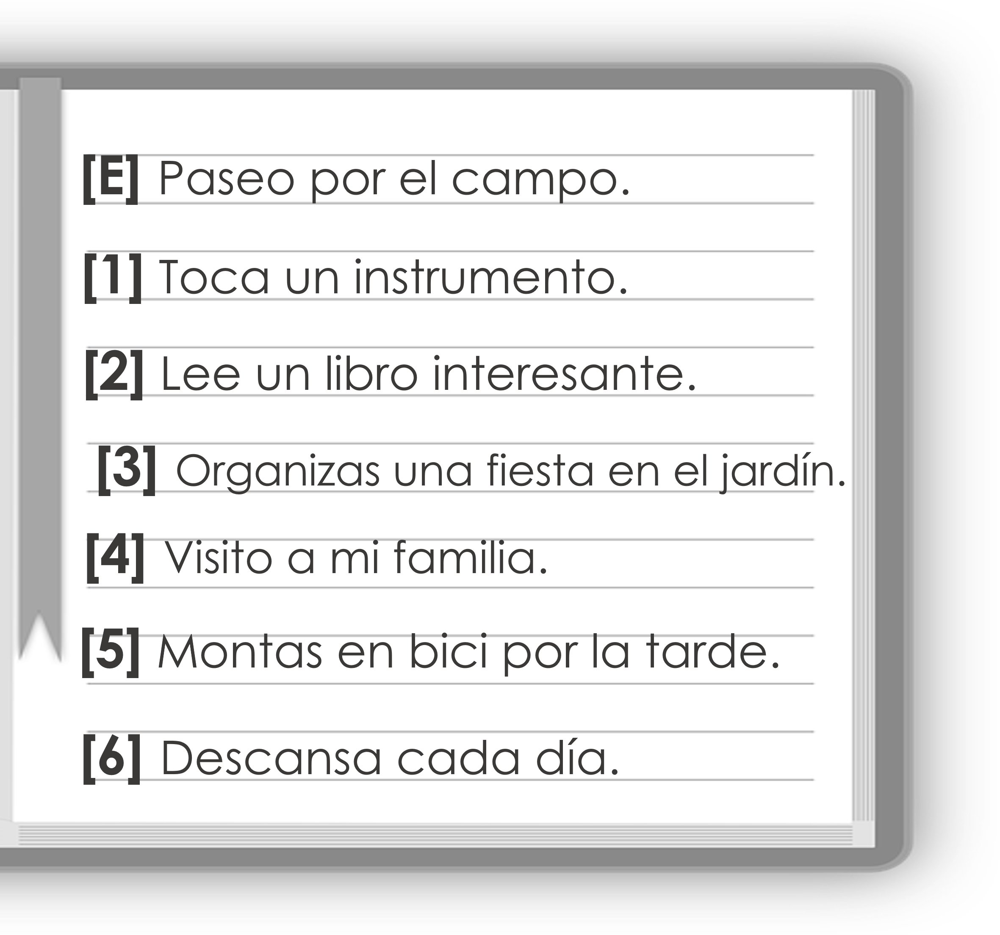 [E] Paseo por el campo.
[1] Toca un instrumento.
[2] Lee un libro interesante.
[3] Organizas una fiesta en el jardín.
[4] Visito a mi familia.
[5] Montas en bici por la tarde.
[6] Descansa cada día.